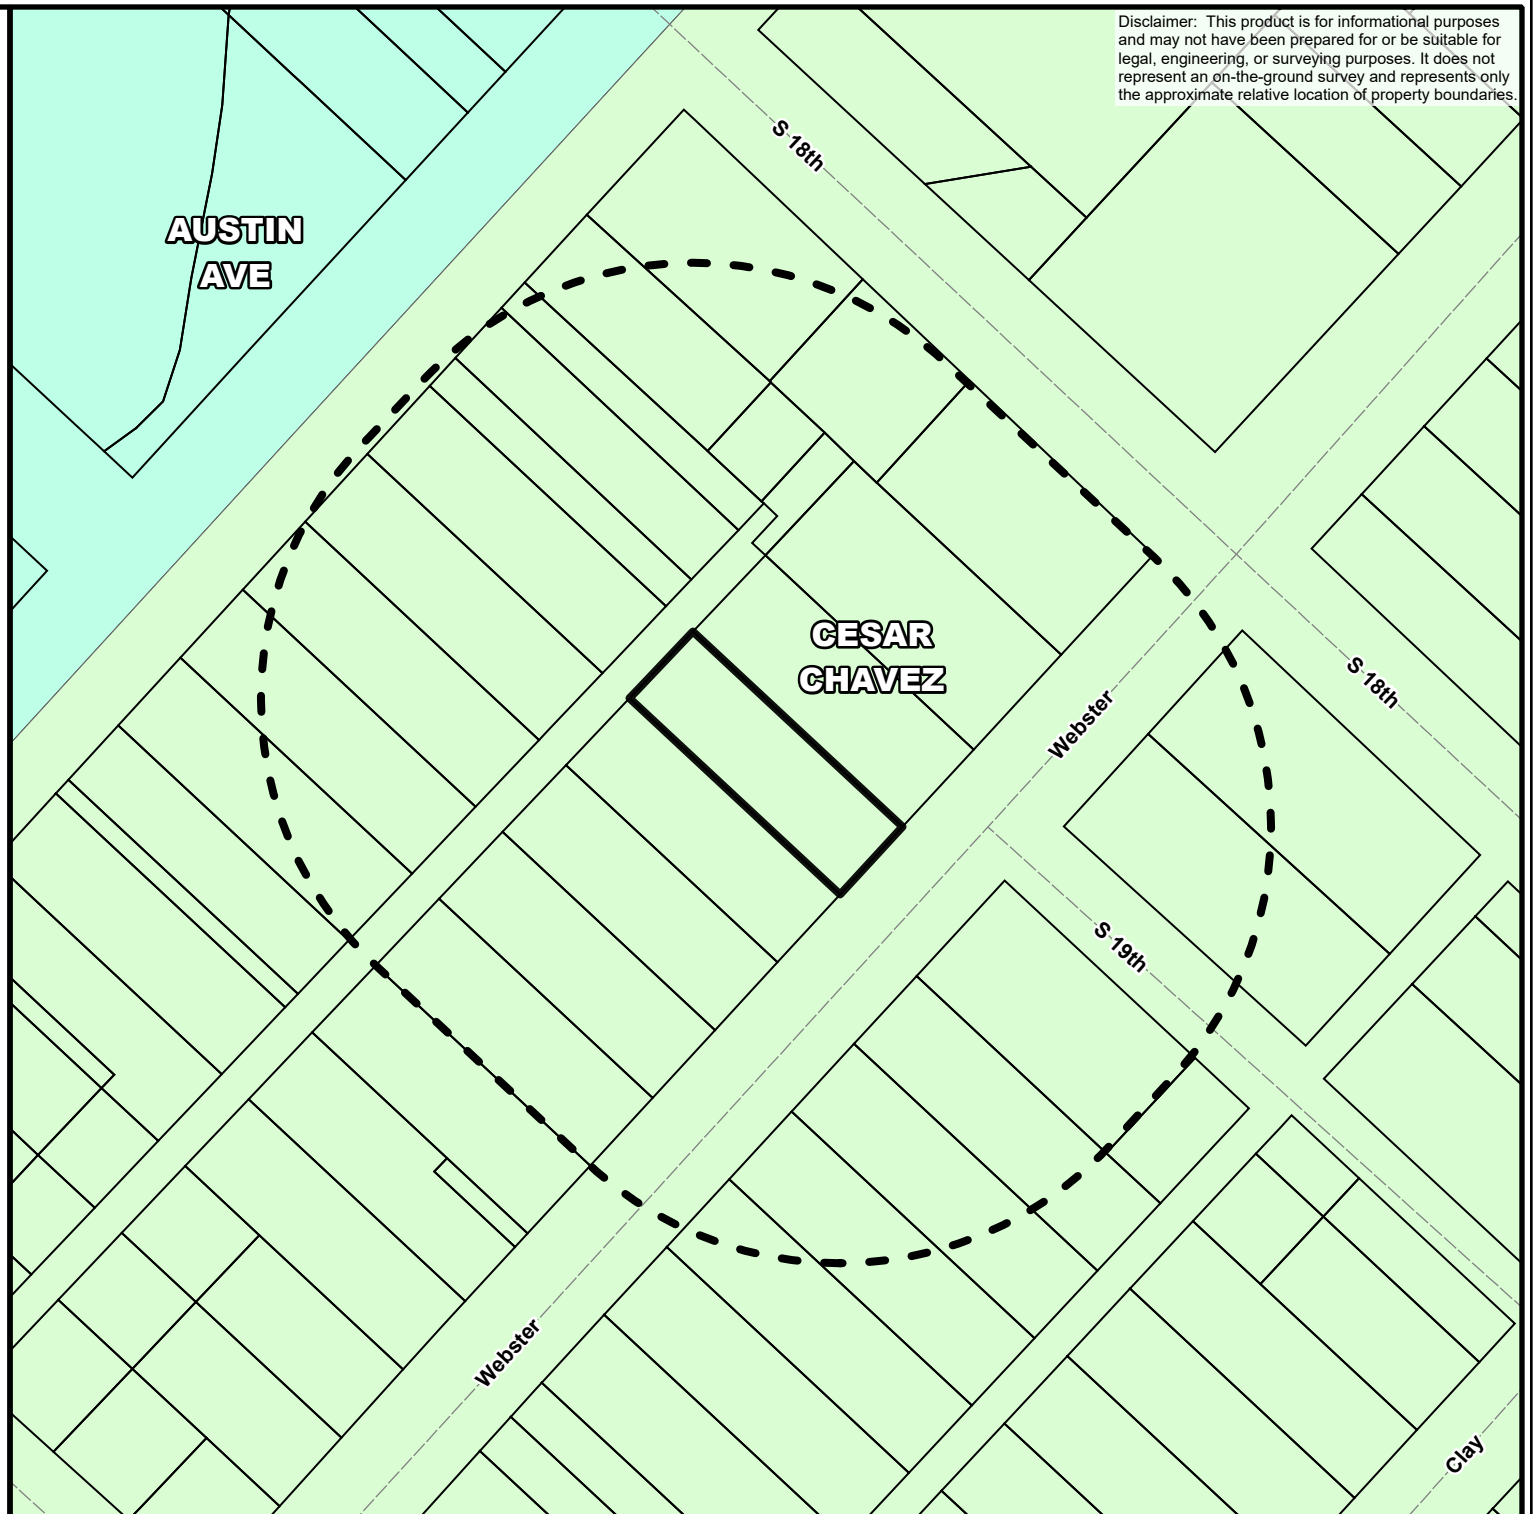 Disclaimer: This product is for informational purposes
and may not have been prepared for or be suitable for
legal, engineering, or surveying purposes. It does not
represent an on-the-ground survey and represents only
the approximate relative location of property boundaries.
S 18th
AUSTIN
AVE
CESAR
CHAVEZ
S 18th
Webster
S 19th
Webster
Clay